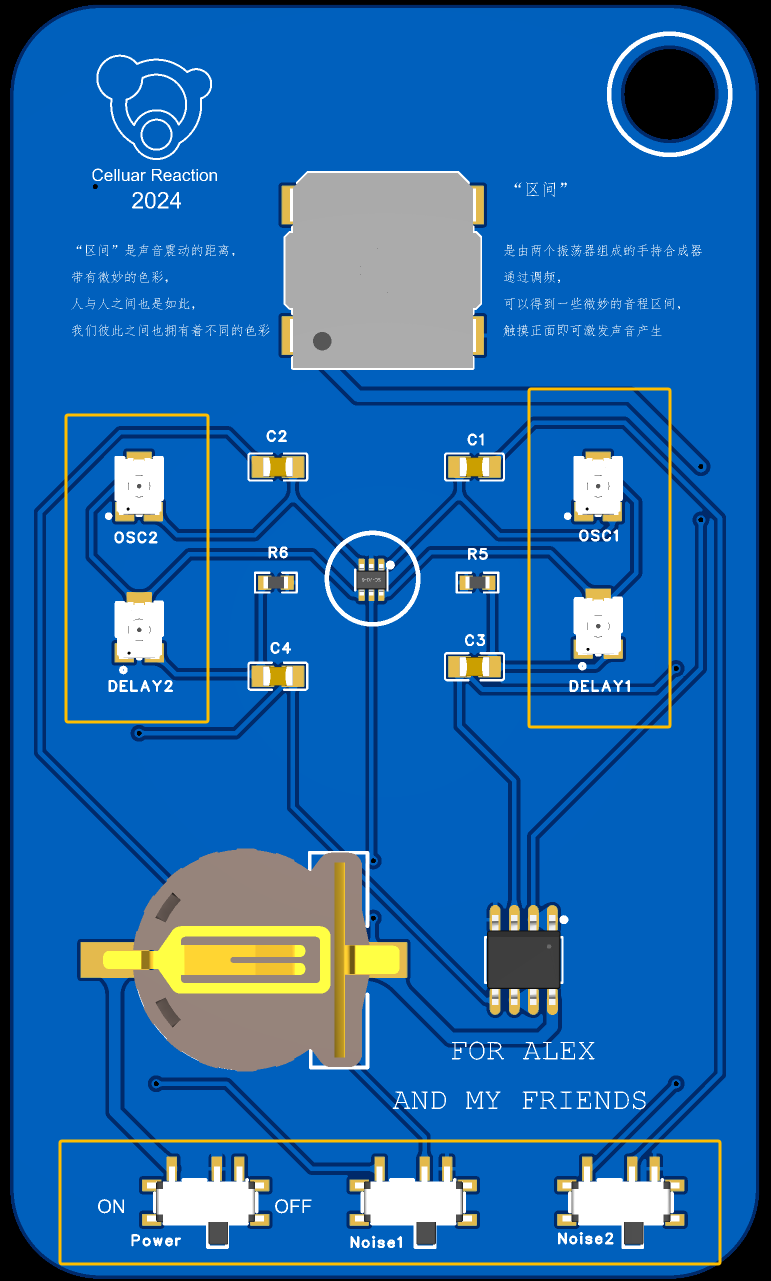 Celluar Reaction
2024
“区间”
“区间”是声音震动的距离，
带有微妙的色彩，
人与人之间也是如此，
我们彼此之间也拥有着不同的色彩
是由两个振荡器组成的手持合成器
通过调频，
可以得到一些微妙的音程区间，
触摸正面即可激发声音产生
C2
C1
OSC2
OSC1
R6
R5
C4
C3
DELAY2
DELAY1
FOR ALEX
AND MY FRIENDS
ON
OFF
Power
Noise1
Noise2